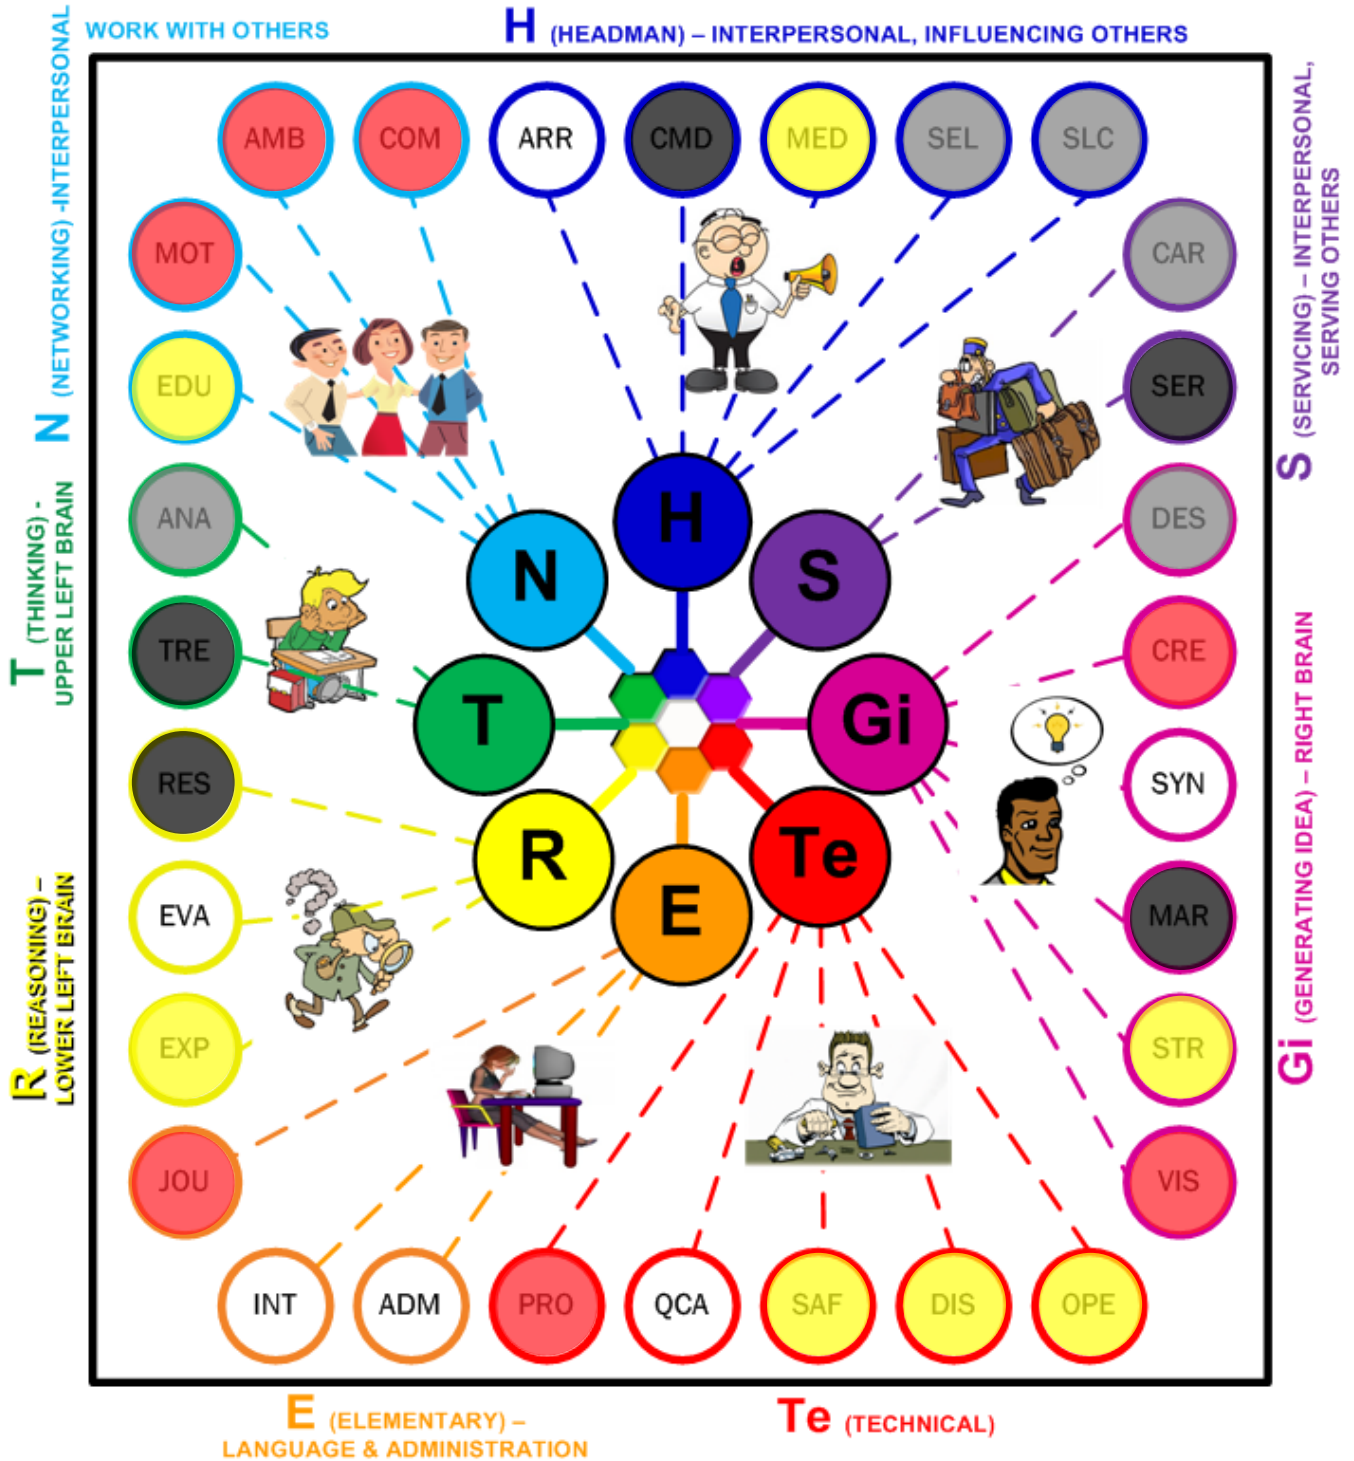 WORK WITH OTHERS
H (HEADMAN) – INTERPERSONAL, INFLUENCING OTHERS
N (NETWORKING) -INTERPERSONAL
S (SERVICING) – INTERPERSONAL,
SERVING OTHERS
AMB
COM
ARR
CMD
MED
SEL
SLC
MOT
CAR
EDU
SER
ANA
DES
T (THINKING) -
UPPER LEFT BRAIN
H
N
S
TRE
CRE
T
Gi
RES
SYN
R
Te
E
EVA
MAR
R (REASONING) –
LOWER LEFT BRAIN
Gi (GENERATING IDEA) – RIGHT BRAIN
EXP
STR
JOU
VIS
INT
ADM
PRO
QCA
SAF
DIS
OPE
E (ELEMENTARY) –
LANGUAGE & ADMINISTRATION
Te (TECHNICAL)